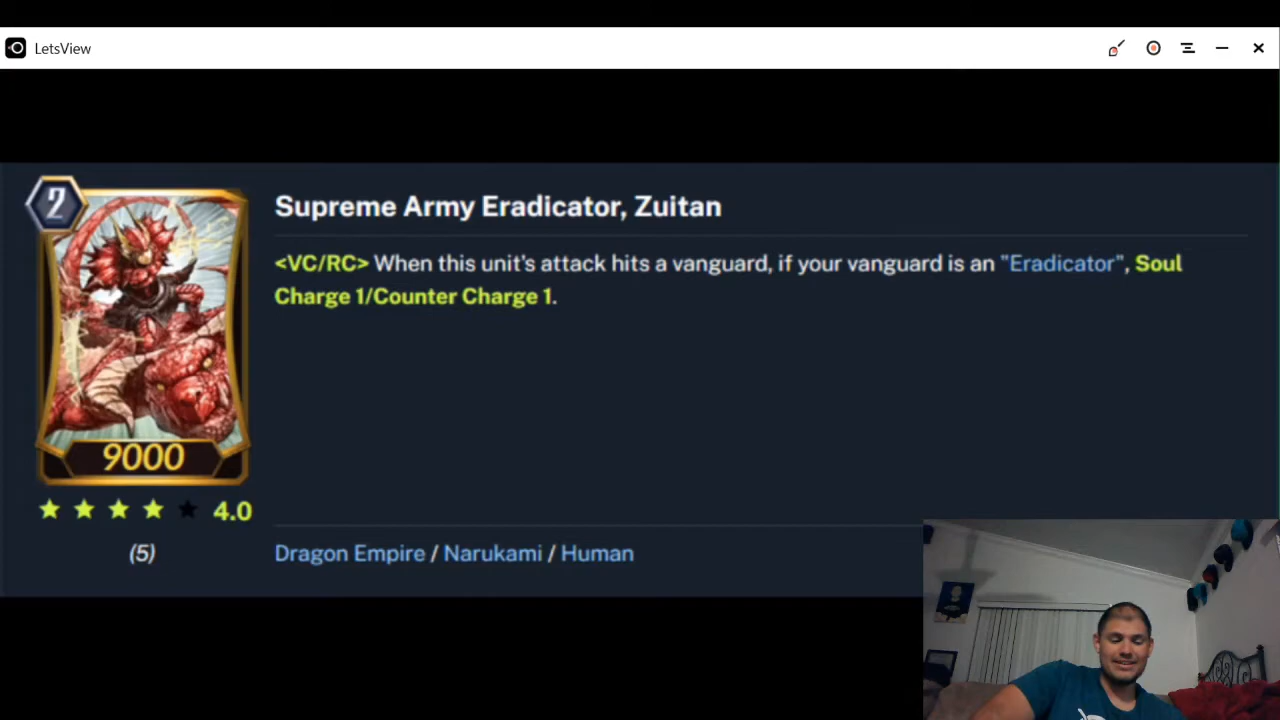 LetsView
2
Supreme Army Eradicator, Zuitan
<VC/RC> When this unit's attack hits a vanguard, if your vanguard is an "Eradicator", Soul
Charge 1/Counter Charge 1.
9000
4.0
(5)
Dragon Empire / Narukami / Human